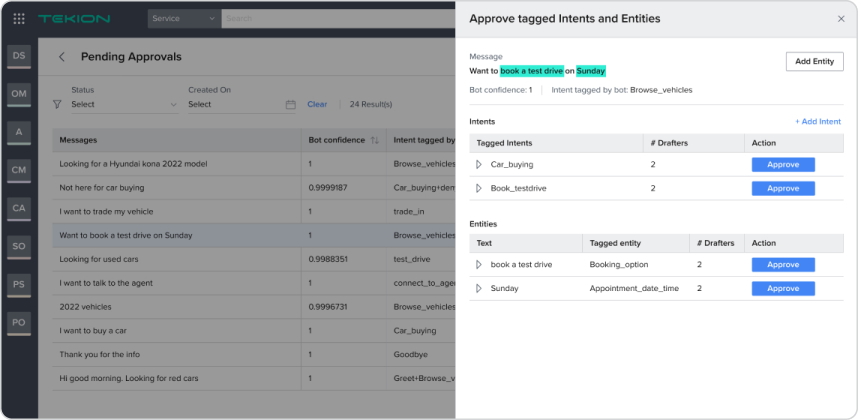 TEKION
Service
Search
DS
OM
A
CM
CA
SO
PS
PO
Pending Approvals
Status
Select
Created On
Select
Clear
24 Result(s)
Messages Bot confidence Intent tagged by
Looking for a Hyundai kona 2022 model 1 Browse_vehicles
Not here for car buying 0.9999187 Car_buying+den
I want to trade my vehicle 1 trade_in
Want to book a test drive on Sunday 1 Browse_vehicles
Looking for used cars 0.9988351 test_drive
I want to talk to the agent 1 connect_to_age
2022 vehicles 0.9996731 Browse_vehicles
I want to buy a car 1 Car_buying
Thank you for the info 1 Goodbye
Hi good morning. Looking for red cars 1 Greet+Browse_v
Approve tagged Intents and Entities
Message
Want to book a test drive on Sunday
Add Entity
Bot confidence: 1 Intent tagged by bot: Browse_vehicles
Intents
+ Add Intent
Tagged Intents # Drafters Action
Car_buying 2 Approve
Book_testdrive 2 Approve
Entities
Text Tagged entity # Drafters Action
book a test drive Booking_option 2 Approve
Sunday Appointment_date_time 2 Approve